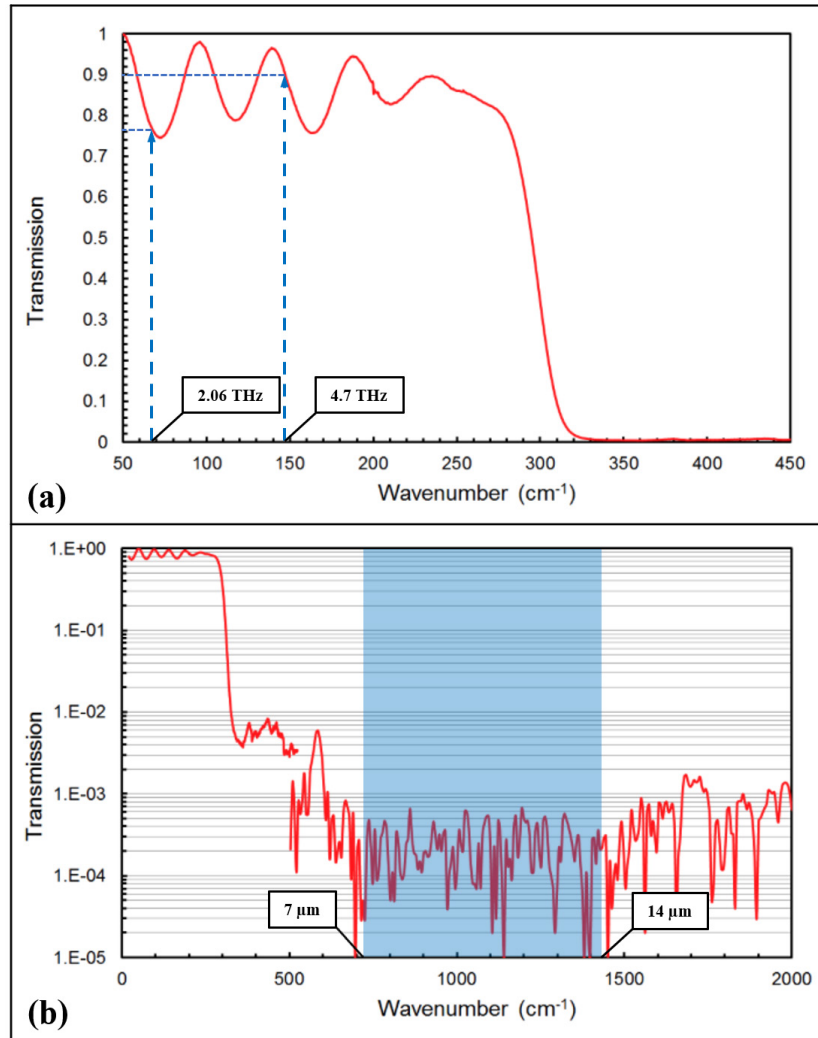 1
0.9
0.8
0.7
0.6
0.5
0.4
0.3
0.2
0.1
0
Transmission
2.06 THz
4.7 THz
50 100 150 200 250 300 350 400 450
Wavenumber (cm-1)
(a)
1.E+00
1.E-01
1.E-02
1.E-03
1.E-04
1.E-05
Transmission
7 µm
14 µm
0 500 1000 1500 2000
Wavenumber (cm-1)
(b)